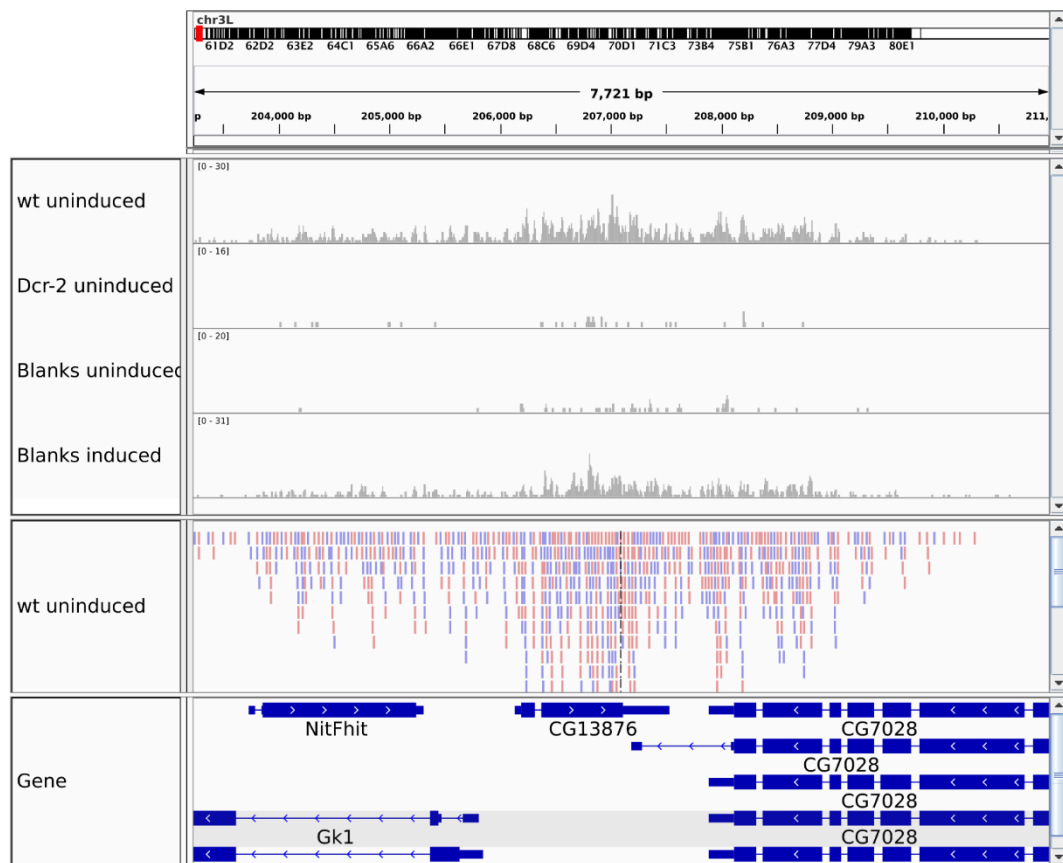 chr3L
61D2 62D2 63E2 64C1 65A6 66A2 66E1 67D8 68C6 69D4 70D1 71C3 73B4 75B1 76A3 77D4 79A3 80E1
7,721 bp
p 204,000 bp 205,000 bp 206,000 bp 207,000 bp 208,000 bp 209,000 bp 210,000 bp 211,
[0 - 30]
wt uninduced
[0 - 16]
Dcr-2 uninduced
[0 - 20]
Blanks uninduced
[0 - 31]
Blanks induced
wt uninduced
NitFhit CG13876 CG7028
CG7028
Gene
CG7028
Gk1 CG7028